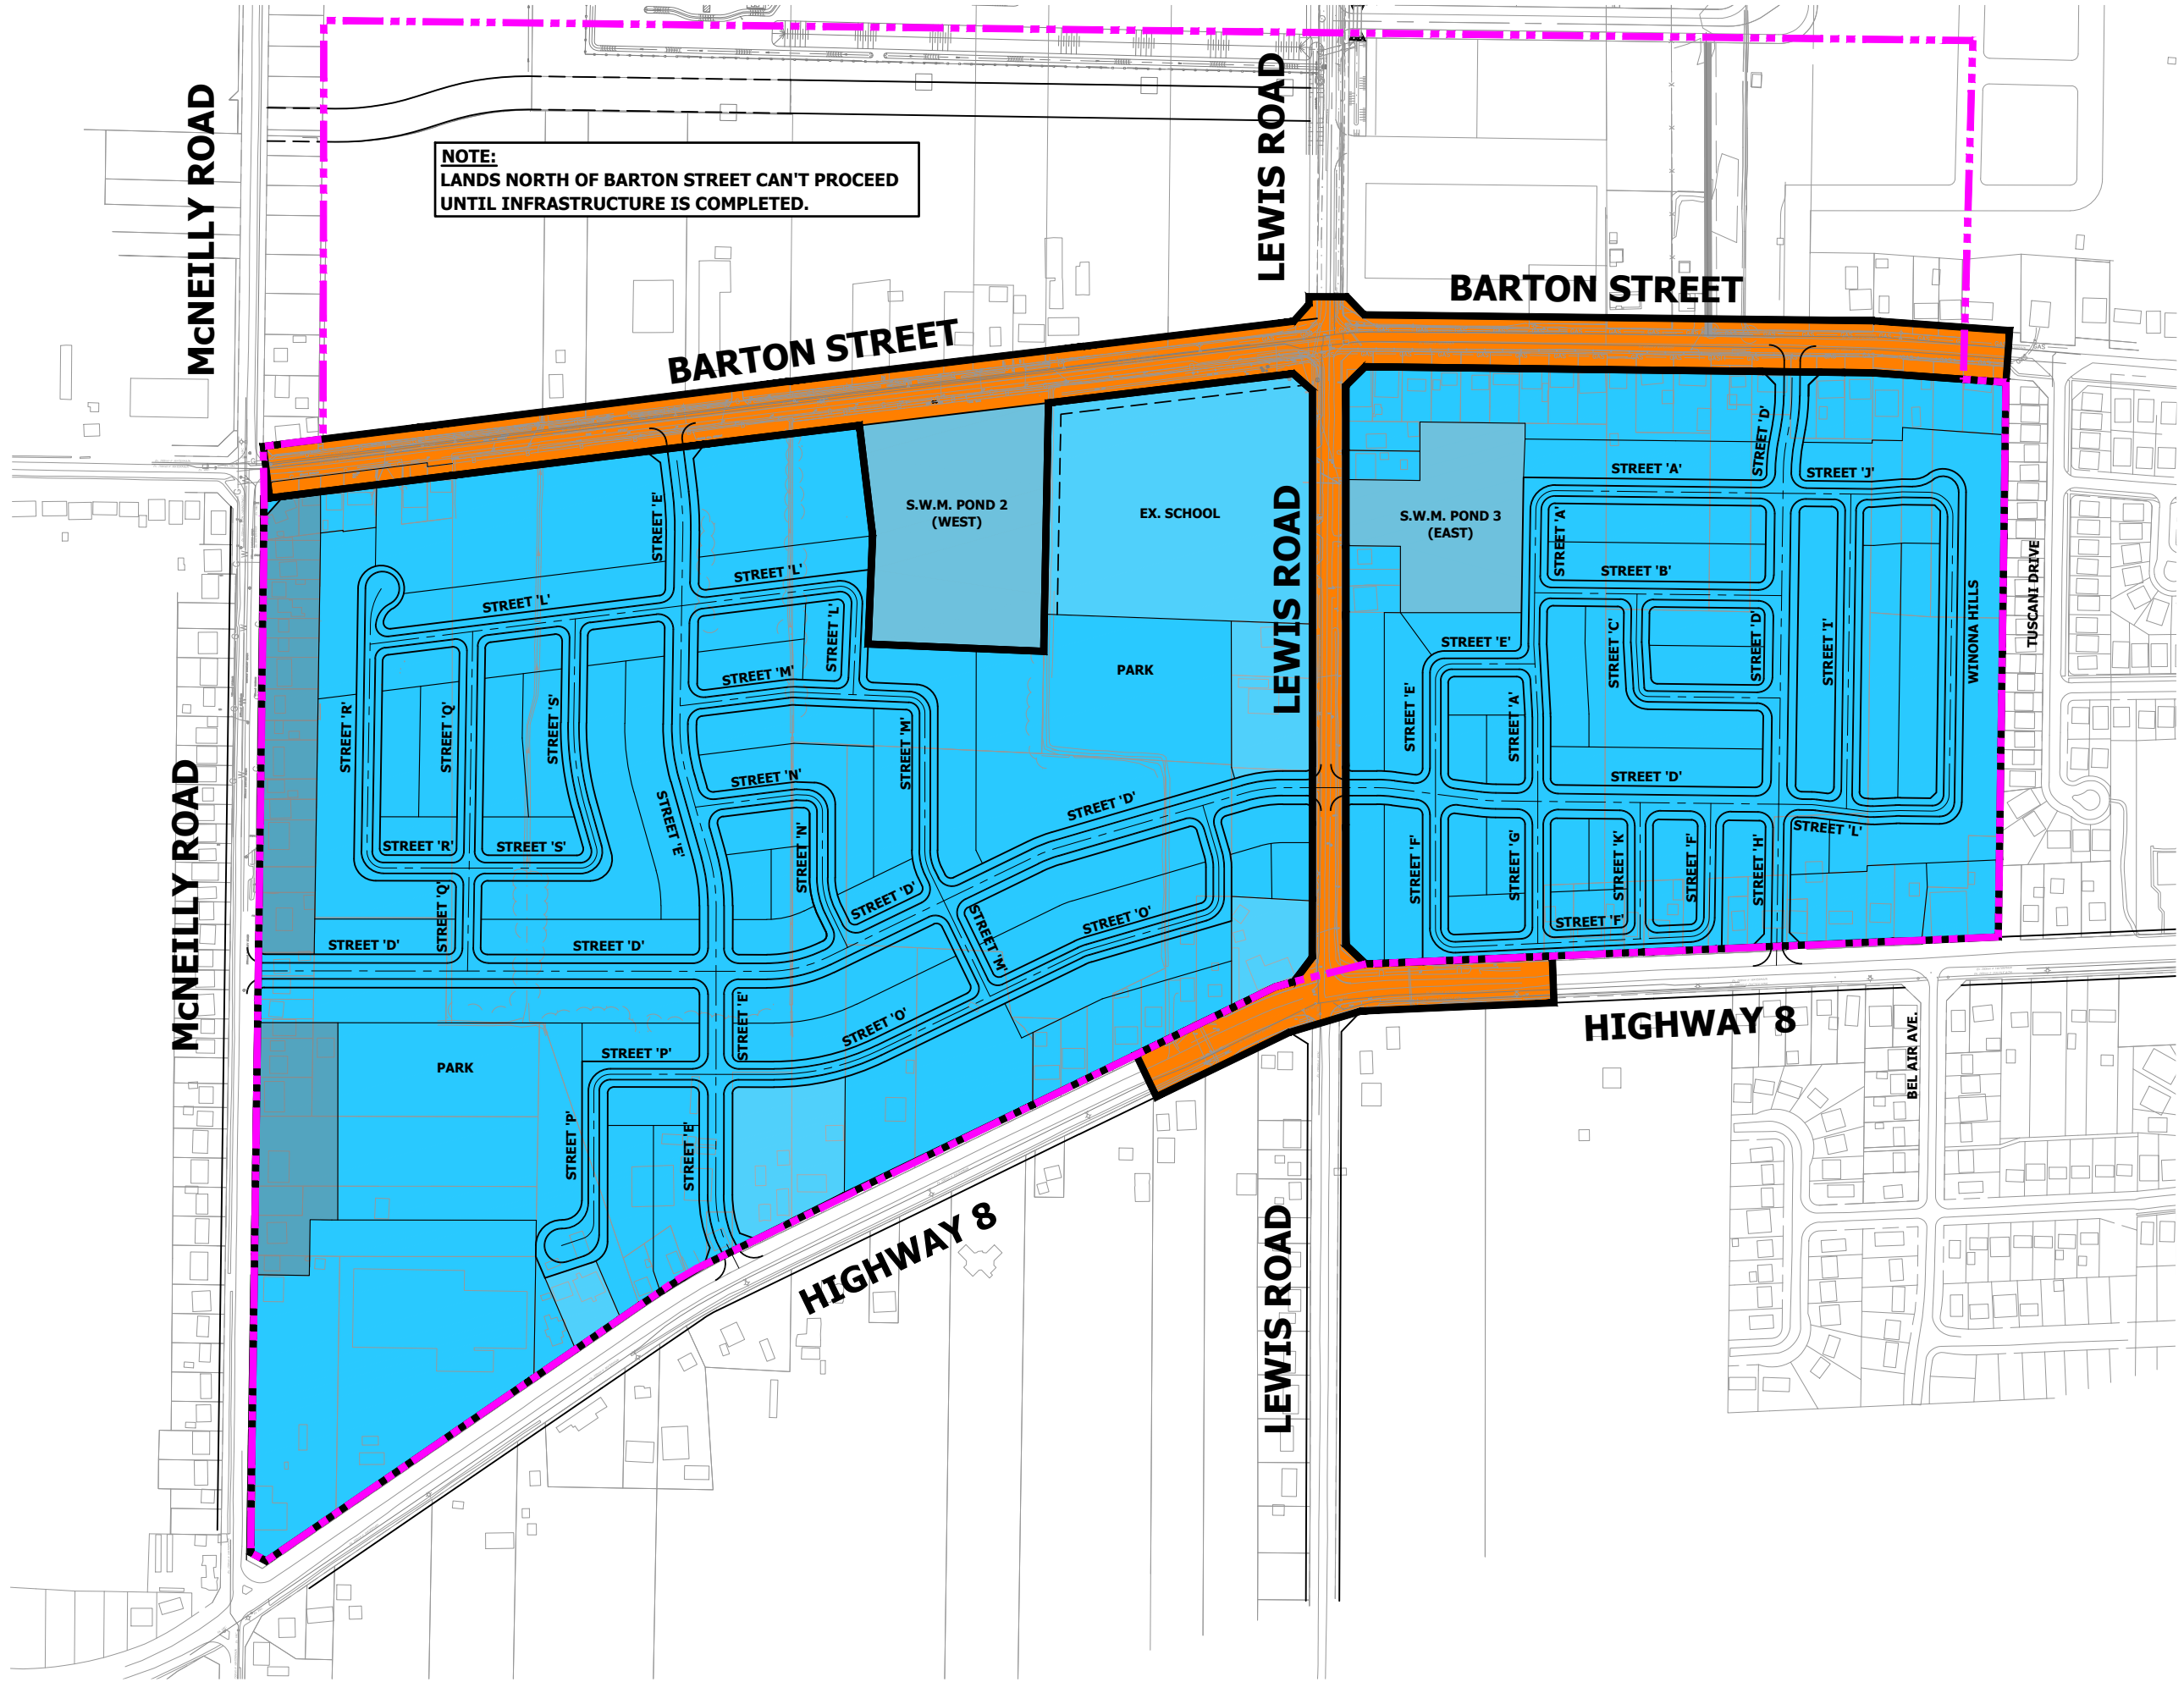 McNEILLY ROAD
LEWIS ROAD
NOTE:
LANDS NORTH OF BARTON STREET CAN'T PROCEED
UNTIL INFRASTRUCTURE IS COMPLETED.
BARTON STREET
BARTON STREET
STREET 'E'
S.W.M. POND 2
(WEST)
EX. SCHOOL
LEWIS ROAD
S.W.M. POND 3
(EAST)
STREET 'D'
STREET 'A'
STREET 'J'
STREET 'A'
STREET 'B'
STREET 'L'
STREET 'L'
STREET 'L'
STREET 'E'
STREET 'C'
STREET 'D'
STREET 'I'
WINONA HILLS
TUSCANI DRIVE
STREET 'M'
PARK
STREET 'R'
STREET 'Q'
STREET 'S'
STREET 'M'
STREET 'E'
STREET 'A'
STREET 'N'
STREET 'D'
STREET 'D'
McNEILLY ROAD
STREET 'R'
STREET 'S'
STREET 'E'
STREET 'N'
STREET 'L'
STREET 'F'
STREET 'G'
STREET 'K'
STREET 'F'
STREET 'H'
STREET 'Q'
STREET 'D'
STREET 'M'
STREET 'O'
STREET 'F'
STREET 'D'
STREET 'D'
STREET 'E'
STREET 'O'
HIGHWAY 8
STREET 'P'
PARK
BEL AIR AVE.
STREET 'P'
STREET 'E'
HIGHWAY 8
LEWIS ROAD